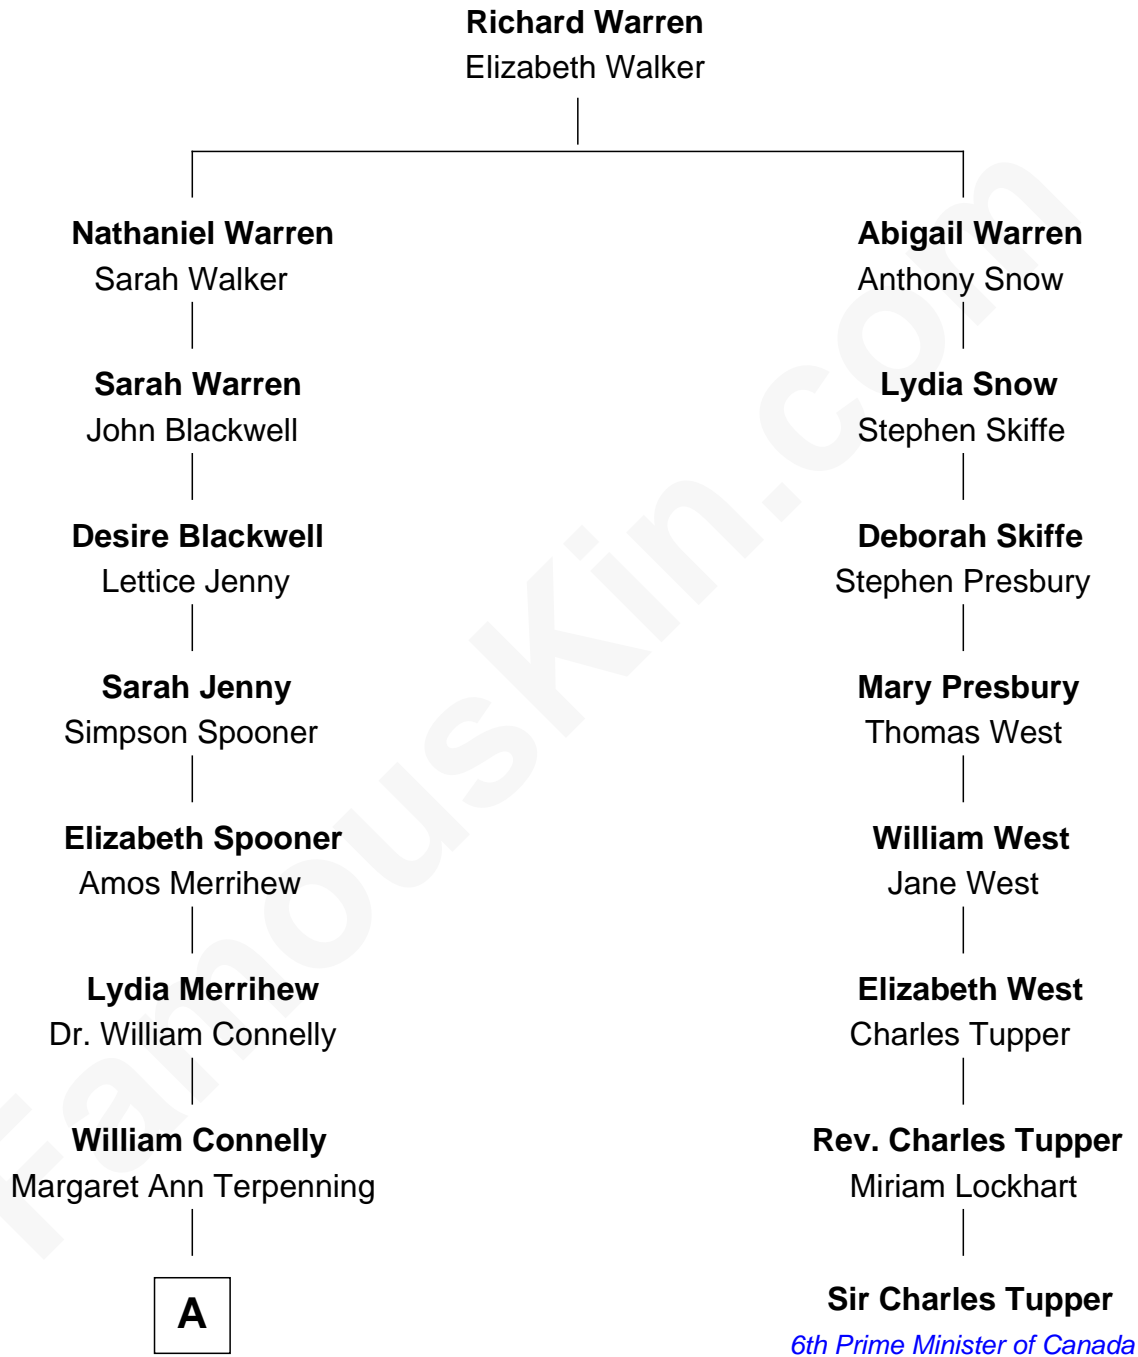 Richard Warren
Elizabeth Walker
Nathaniel Warren
Sarah Walker
Sarah Warren
John Blackwell
Desire Blackwell
Lettice Jenny
Sarah Jenny
Simpson Spooner
Elizabeth Spooner
Amos Merrihew
Lydia Merrihew
Dr. William Connelly
William Connelly
Margaret Ann Terpenning
A
Abigail Warren
Anthony Snow
Lydia Snow
Stephen Skiffe
Deborah Skiffe
Stephen Presbury
Mary Presbury
Thomas West
William West
Jane West
Elizabeth West
Charles Tupper
Rev. Charles Tupper
Miriam Lockhart
Sir Charles Tupper
6th Prime Minister of Canada
FamousKin.com